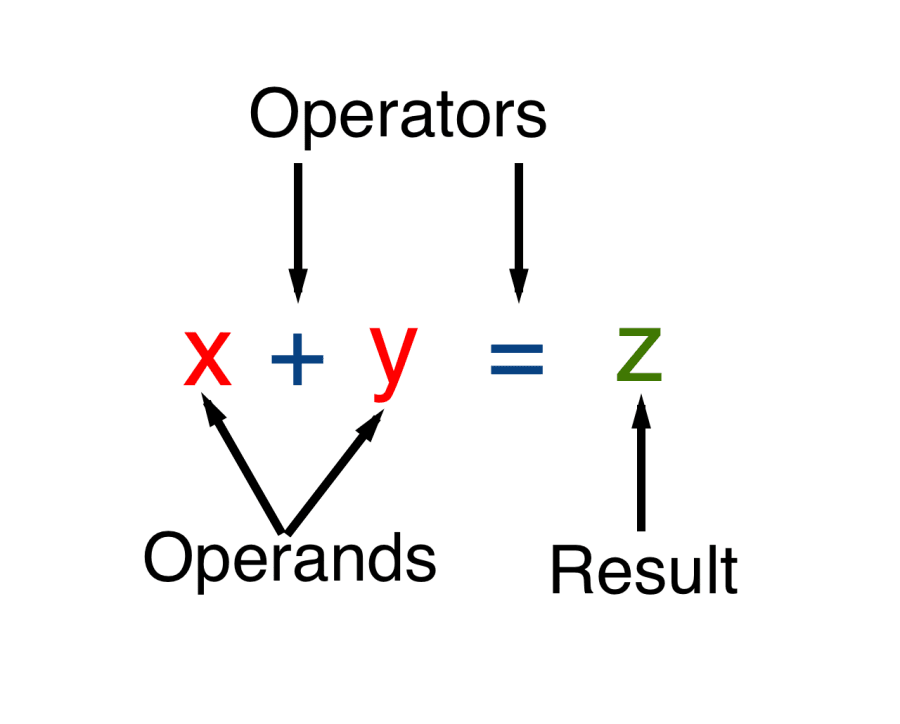 Operators
x + y = z
Operands
Result